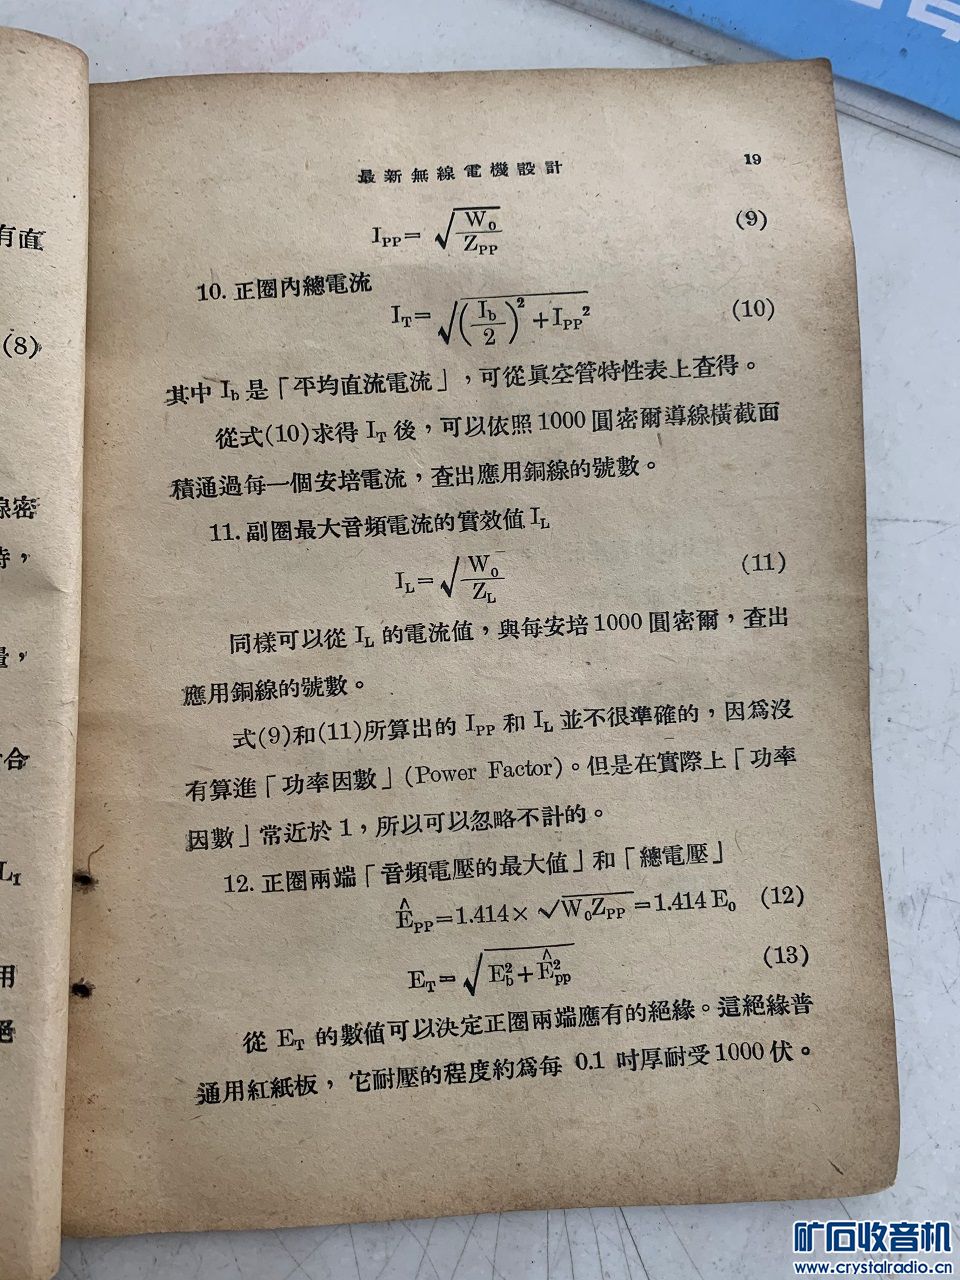 最新無線電機設計 19
I_PP = √(W₀/Z_PP) (9)
10. 正圈內總電流
I_T = √((I_b/2)² + I_PP²) (10)
其中 I_b 是「平均直流電流」，可從眞空管特性表上查得。
從式(10)求得 I_T 後，可以依照 1000 圓密爾導線橫截面
積通過每一個安培電流，查出應用銅線的號數。
11. 副圈最大音頻電流的實效值 I_L
I_L = √(W₀/Z_L) (11)
同樣可以從 I_L 的電流值，與每安培 1000 圓密爾，查出
應用銅線的號數。
式(9)和(11)所算出的 I_PP 和 I_L 並不很準確的，因爲沒
有算進「功率因數」(Power Factor)。但是在實際上「功率
因數」常近於 1，所以可以忽略不計的。
12. 正圈兩端「音頻電壓的最大值」和「總電壓」
Ê_PP = 1.414 × √(W₀Z_PP) = 1.414 E₀ (12)
E_T = √(E_b² + Ê_pp²) (13)
從 E_T 的數值可以決定正圈兩端應有的絕緣。這絕緣普
通用紅紙板，它耐壓的程度約爲每 0.1 吋厚耐受 1000 伏。
有直
(8)
線密
時，
量，
合
L₁
用
絕
矿石收音机
www.crystalradio.cn